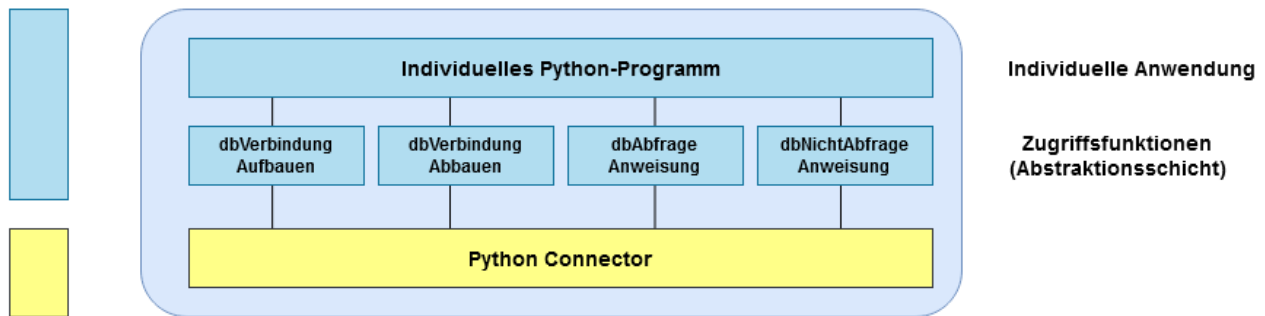 Individuelles Python-Programm
Individuelle Anwendung
dbVerbindung
Aufbauen
dbVerbindung
Abbauen
dbAbfrage
Anweisung
dbNichtAbfrage
Anweisung
Zugriffsfunktionen
(Abstraktionsschicht)
Python Connector